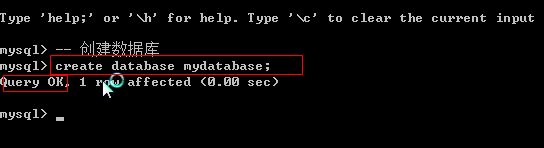 Type 'help;' or '\h' for help. Type '\c' to clear the current input
mysql> -- 创建数据库
mysql> create database mydatabase;
Query OK, 1 row affected (0.00 sec)
mysql> _